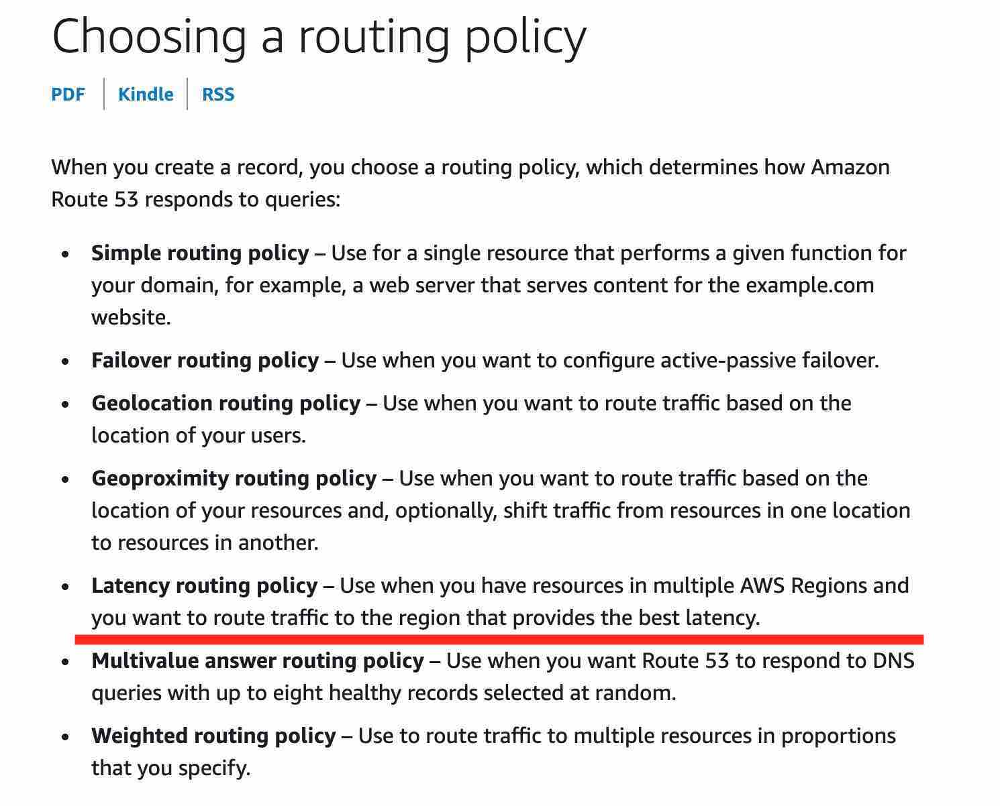 Choosing a routing policy
PDF | Kindle | RSS
When you create a record, you choose a routing policy, which determines how Amazon
Route 53 responds to queries:
• Simple routing policy – Use for a single resource that performs a given function for
your domain, for example, a web server that serves content for the example.com
website.
• Failover routing policy – Use when you want to configure active-passive failover.
• Geolocation routing policy – Use when you want to route traffic based on the
location of your users.
• Geoproximity routing policy – Use when you want to route traffic based on the
location of your resources and, optionally, shift traffic from resources in one location
to resources in another.
• Latency routing policy – Use when you have resources in multiple AWS Regions and
you want to route traffic to the region that provides the best latency.
• Multivalue answer routing policy – Use when you want Route 53 to respond to DNS
queries with up to eight healthy records selected at random.
• Weighted routing policy – Use to route traffic to multiple resources in proportions
that you specify.